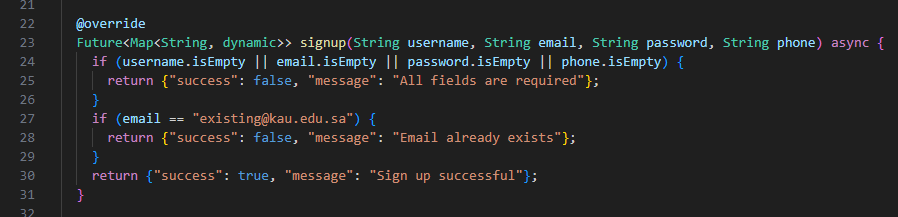 21
22 @override
23 Future<Map<String, dynamic>> signup(String username, String email, String password, String phone) async {
24 if (username.isEmpty || email.isEmpty || password.isEmpty || phone.isEmpty) {
25 return {"success": false, "message": "All fields are required"};
26 }
27 if (email == "existing@kau.edu.sa") {
28 return {"success": false, "message": "Email already exists"};
29 }
30 return {"success": true, "message": "Sign up successful"};
31 }
32